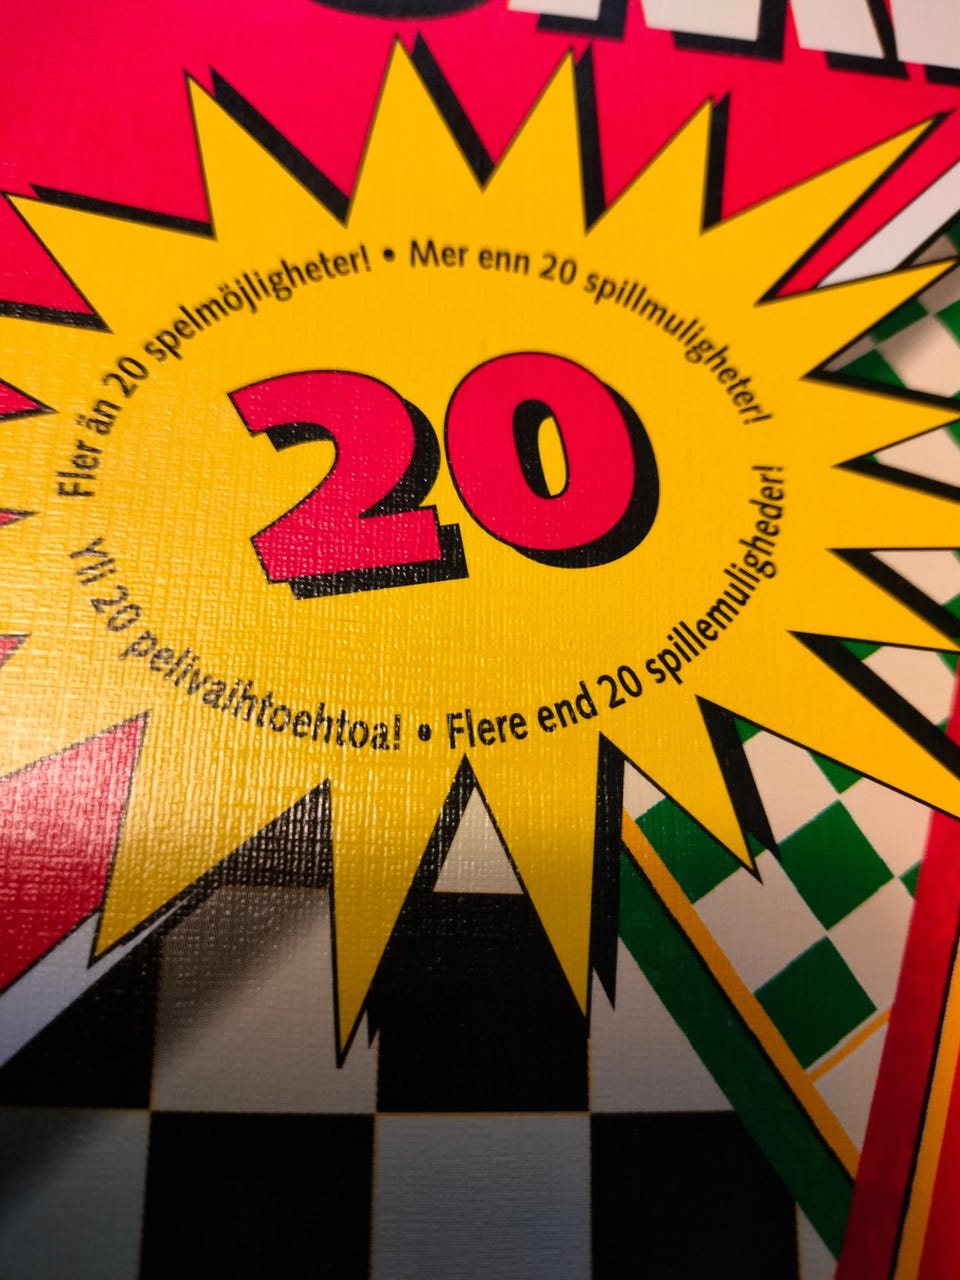 Fler än 20 spelmöjligheter! • Mer enn 20 spillmuligheter!
20
Yli 20 pelivaihtoehtoa! • Flere end 20 spillemuligheder!